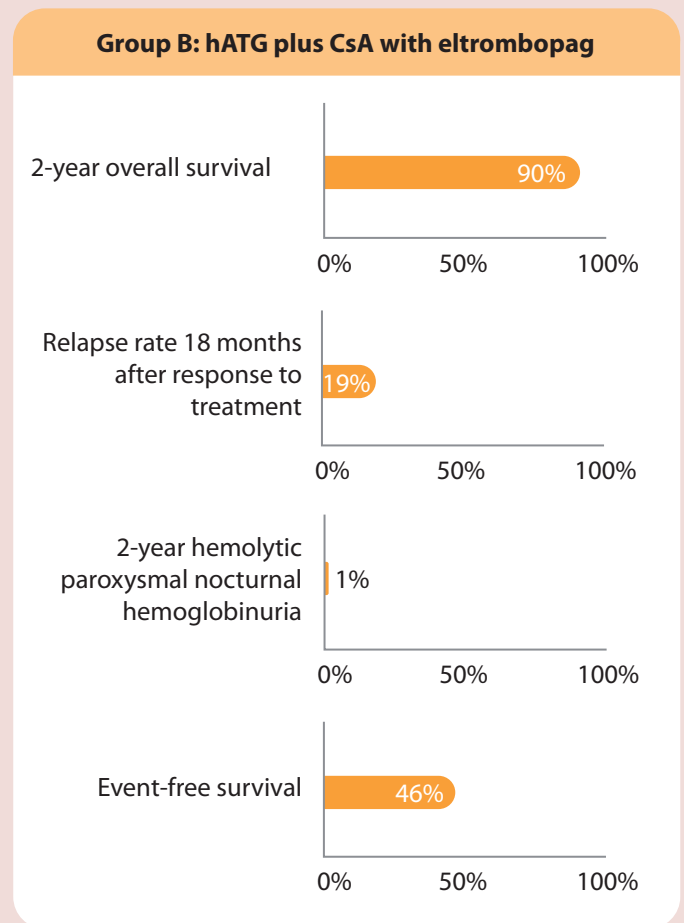 Group B: hATG plus CsA with eltrombopag
2-year overall survival
90%
0% 50% 100%
Relapse rate 18 months
after response to
treatment
19%
0% 50% 100%
2-year hemolytic
paroxysmal nocturnal
hemoglobinuria
1%
0% 50% 100%
Event-free survival
46%
0% 50% 100%